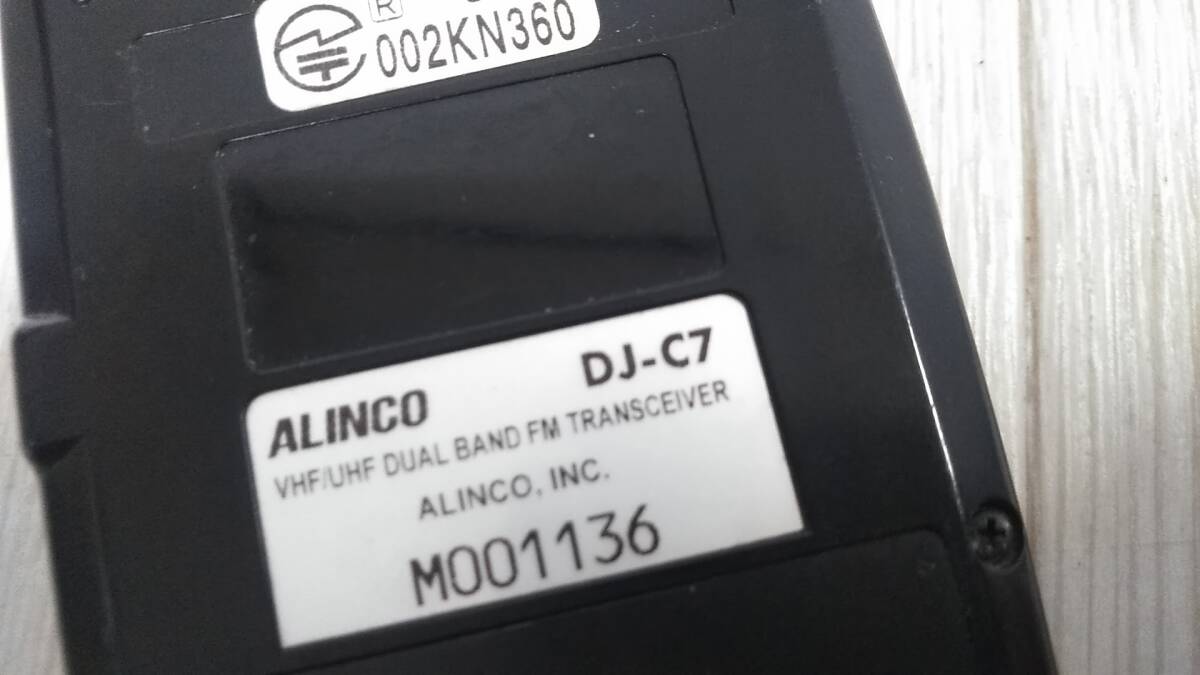 R
002KN360
ALINCO DJ-C7
VHF/UHF DUAL BAND FM TRANSCEIVER
ALINCO, INC.
M001136